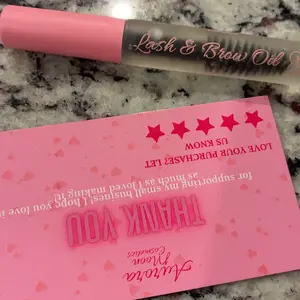 Lash & Brow Oil
Aurora
Moon
Cosmetics
THANK YOU
for supporting my small business! I hope you love it
as much as I loved making it!
LOVE YOUR PURCHASE? LET
US KNOW